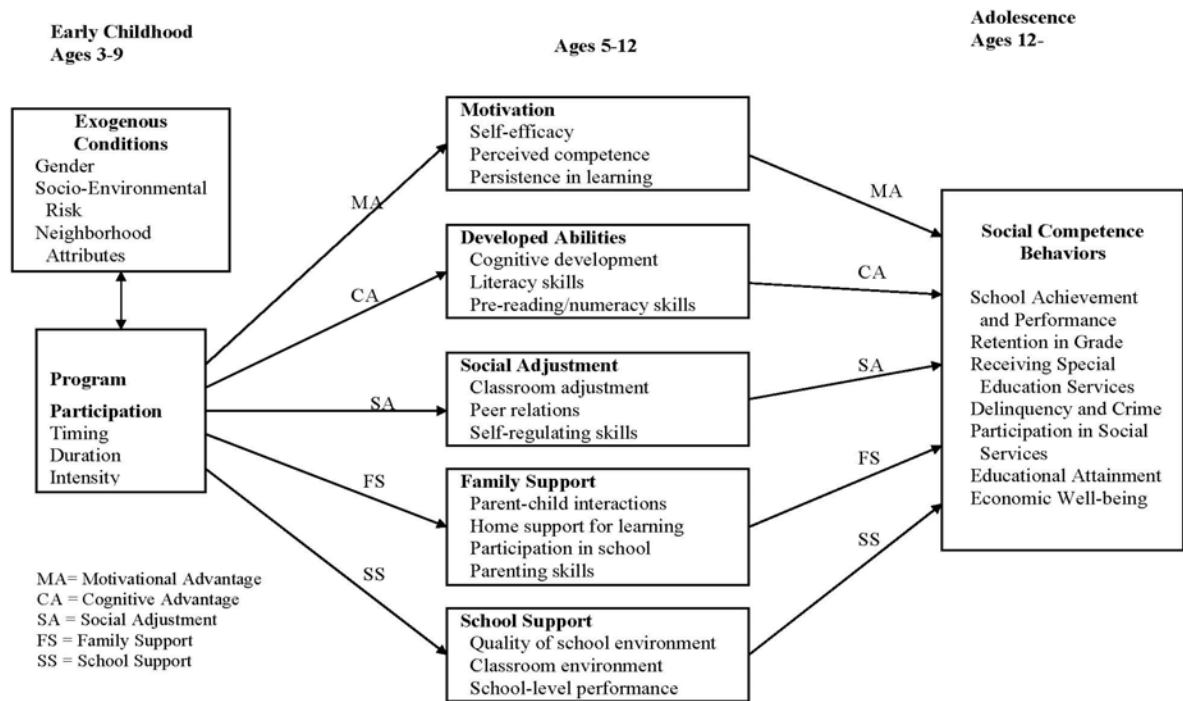 Early Childhood
Ages 3-9
Ages 5-12
Adolescence
Ages 12-
Exogenous
Conditions
Gender
Socio-Environmental
Risk
Neighborhood
Attributes
Program
Participation
Timing
Duration
Intensity
MA= Motivational Advantage
CA = Cognitive Advantage
SA = Social Adjustment
FS = Family Support
SS = School Support
MA
CA
SA
FS
SS
Motivation
Self-efficacy
Perceived competence
Persistence in learning
Developed Abilities
Cognitive development
Literacy skills
Pre-reading/numeracy skills
Social Adjustment
Classroom adjustment
Peer relations
Self-regulating skills
Family Support
Parent-child interactions
Home support for learning
Participation in school
Parenting skills
School Support
Quality of school environment
Classroom environment
School-level performance
MA
CA
SA
FS
SS
Social Competence
Behaviors
School Achievement
and Performance
Retention in Grade
Receiving Special
Education Services
Delinquency and Crime
Participation in Social
Services
Educational Attainment
Economic Well-being